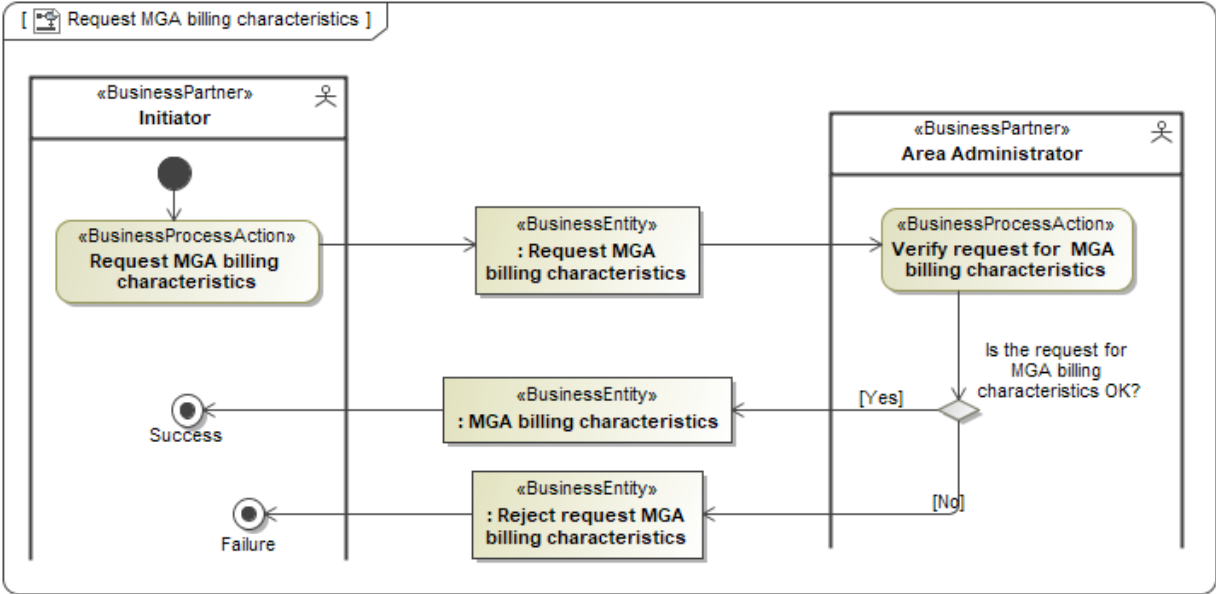 [ Request MGA billing characteristics ]
«BusinessPartner»
Initiator
«BusinessPartner»
Area Administrator
«BusinessProcessAction»
Request MGA billing
characteristics
«BusinessEntity»
: Request MGA
billing characteristics
«BusinessProcessAction»
Verify request for MGA
billing characteristics
Is the request for
MGA billing
characteristics OK?
[Yes]
«BusinessEntity»
: MGA billing characteristics
Success
[No]
«BusinessEntity»
: Reject request MGA
billing characteristics
Failure